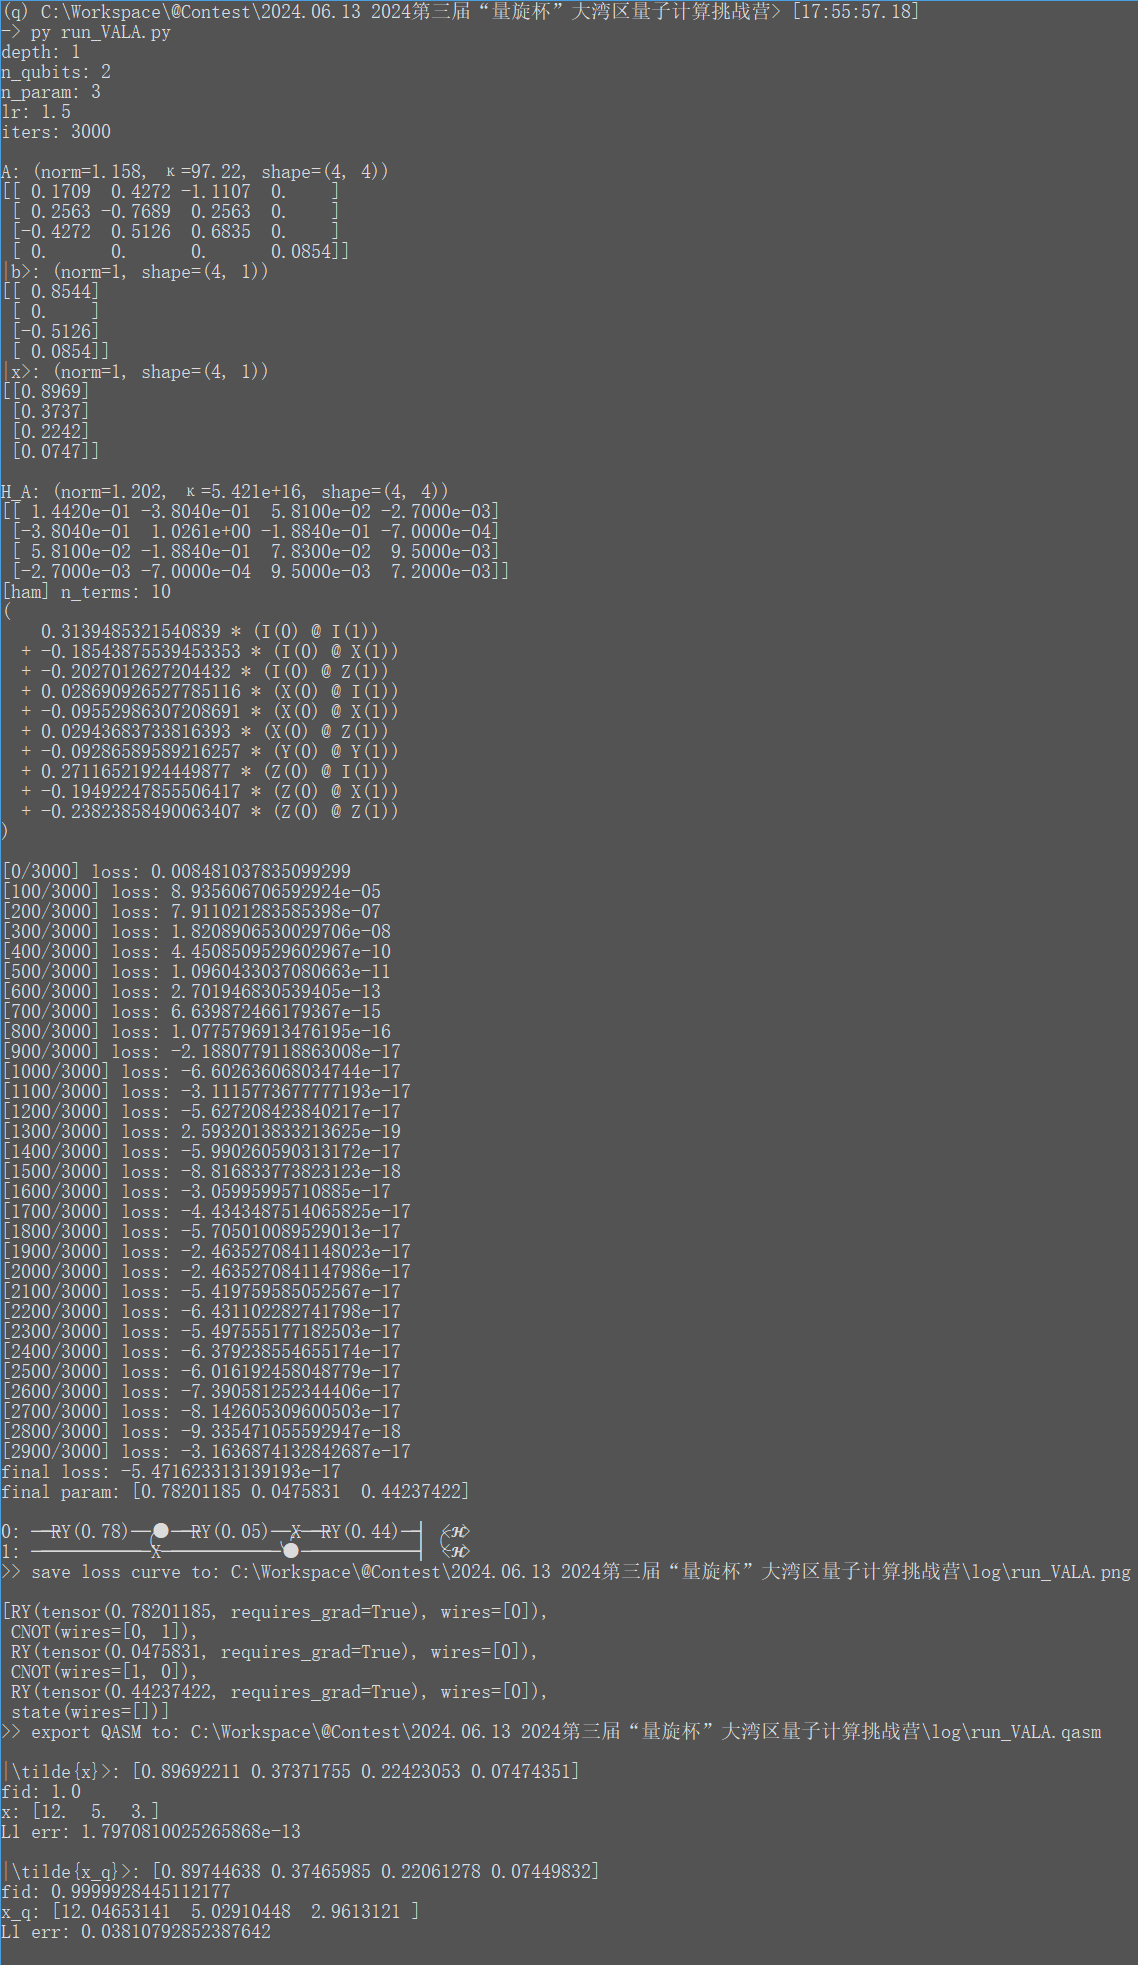 (q) C:\Workspace\@Contest\2024.06.13 2024第三届“量旋杯”大湾区量子计算挑战营> [17:55:57.18]
-> py run_VALA.py
depth: 1
n_qubits: 2
n_param: 3
lr: 1.5
iters: 3000
A: (norm=1.158, κ=97.22, shape=(4, 4))
[[ 0.1709  0.4272 -1.1107  0.    ]
 [ 0.2563 -0.7689  0.2563  0.    ]
 [-0.4272  0.5126  0.6835  0.    ]
 [ 0.      0.      0.      0.0854]]
|b>: (norm=1, shape=(4, 1))
[[ 0.8544]
 [ 0.    ]
 [-0.5126]
 [ 0.0854]]
|x>: (norm=1, shape=(4, 1))
[[0.8969]
 [0.3737]
 [0.2242]
 [0.0747]]
H_A: (norm=1.202, κ=5.421e+16, shape=(4, 4))
[[ 1.4420e-01 -3.8040e-01  5.8100e-02 -2.7000e-03]
 [-3.8040e-01  1.0261e+00 -1.8840e-01 -7.0000e-04]
 [ 5.8100e-02 -1.8840e-01  7.8300e-02  9.5000e-03]
 [-2.7000e-03 -7.0000e-04  9.5000e-03  7.2000e-03]]
[ham] n_terms: 10
(
    0.3139485321540839 * (I(0) @ I(1))
  + -0.18543875539453353 * (I(0) @ X(1))
  + -0.2027012627204432 * (I(0) @ Z(1))
  + 0.028690926527785116 * (X(0) @ I(1))
  + -0.09552986307208691 * (X(0) @ X(1))
  + 0.02943683733816393 * (X(0) @ Z(1))
  + -0.09286589589216257 * (Y(0) @ Y(1))
  + 0.27116521924449877 * (Z(0) @ I(1))
  + -0.19492247855506417 * (Z(0) @ X(1))
  + -0.23823858490063407 * (Z(0) @ Z(1))
)
[0/3000] loss: 0.008481037835099299
[100/3000] loss: 8.935606706592924e-05
[200/3000] loss: 7.911021283585398e-07
[300/3000] loss: 1.8208906530029706e-08
[400/3000] loss: 4.4508509529602967e-10
[500/3000] loss: 1.0960433037080663e-11
[600/3000] loss: 2.701946830539405e-13
[700/3000] loss: 6.639872466179367e-15
[800/3000] loss: 1.0775796913476195e-16
[900/3000] loss: -2.1880779118863008e-17
[1000/3000] loss: -6.602636068034744e-17
[1100/3000] loss: -3.1115773677777193e-17
[1200/3000] loss: -5.627208423840217e-17
[1300/3000] loss: 2.5932013833213625e-19
[1400/3000] loss: -5.990260590313172e-17
[1500/3000] loss: -8.816833773823123e-18
[1600/3000] loss: -3.05995995710885e-17
[1700/3000] loss: -4.4343487514065825e-17
[1800/3000] loss: -5.705010089529013e-17
[1900/3000] loss: -2.4635270841148023e-17
[2000/3000] loss: -2.4635270841147986e-17
[2100/3000] loss: -5.419759585052567e-17
[2200/3000] loss: -6.431102282741798e-17
[2300/3000] loss: -5.497555177182503e-17
[2400/3000] loss: -6.379238554655174e-17
[2500/3000] loss: -6.016192458048779e-17
[2600/3000] loss: -7.390581252344406e-17
[2700/3000] loss: -8.142605309600503e-17
[2800/3000] loss: -9.335471055592947e-18
[2900/3000] loss: -3.1636874132842687e-17
final loss: -5.471623313139193e-17
final param: [0.78201185 0.0475831  0.44237422]
0: ──RY(0.78)─╭●──RY(0.05)─╭X──RY(0.44)─┤ ╭<𝓗>
1: ───────────╰X───────────╰●───────────┤ ╰<𝓗>
>> save loss curve to: C:\Workspace\@Contest\2024.06.13 2024第三届“量旋杯”大湾区量子计算挑战营\log\run_VALA.png
[RY(tensor(0.78201185, requires_grad=True), wires=[0]),
 CNOT(wires=[0, 1]),
 RY(tensor(0.0475831, requires_grad=True), wires=[0]),
 CNOT(wires=[1, 0]),
 RY(tensor(0.44237422, requires_grad=True), wires=[0]),
 state(wires=[])]
>> export QASM to: C:\Workspace\@Contest\2024.06.13 2024第三届“量旋杯”大湾区量子计算挑战营\log\run_VALA.qasm
|\tilde{x}>: [0.89692211 0.37371755 0.22423053 0.07474351]
fid: 1.0
x: [12.  5.  3.]
L1 err: 1.7970810025265868e-13
|\tilde{x_q}>: [0.89744638 0.37465985 0.22061278 0.07449832]
fid: 0.9999928445112177
x_q: [12.04653141  5.02910448  2.9613121 ]
L1 err: 0.03810792852387642